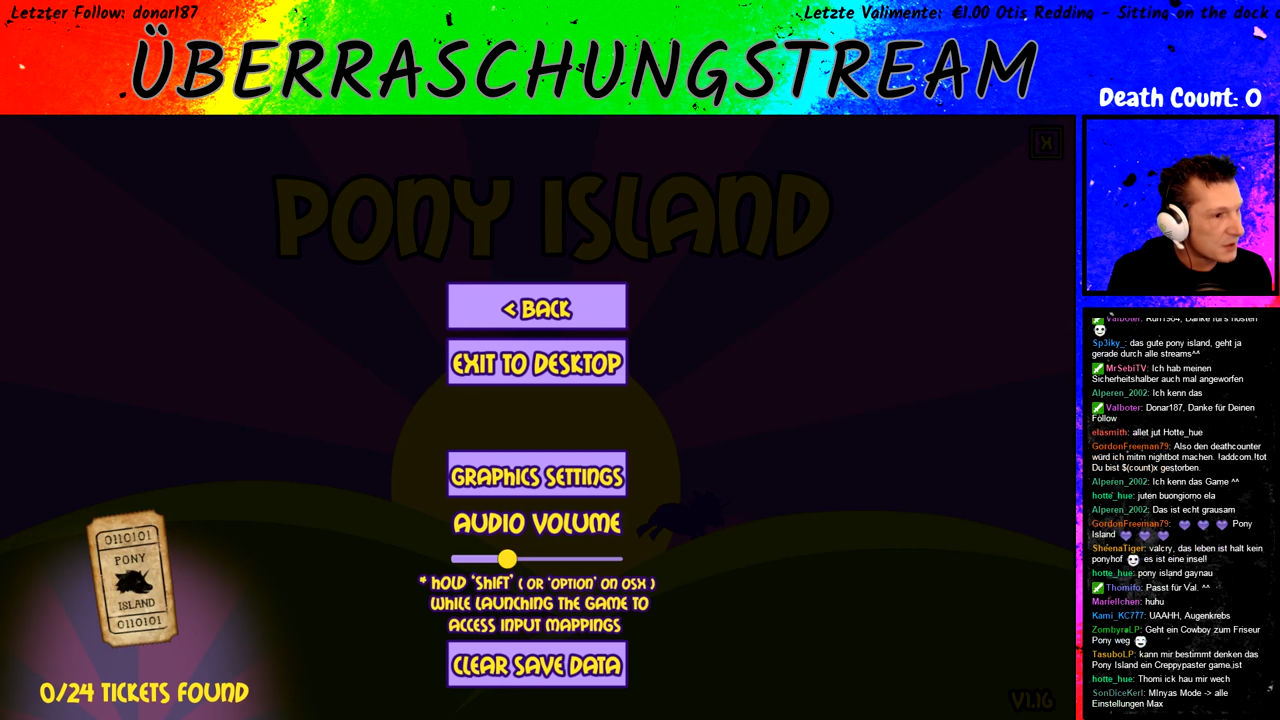 Letzter Follow: donar187
Letzte Valimente: €1.00 Otis Redding - Sitting on the dock
ÜBERRASCHUNGSTREAM
Death Count: 0
X
PONY ISLAND
< BACK
EXIT TO DESKTOP
GRAPHICS SETTINGS
AUDIO VOLUME
* HOLD 'SHIFT' ( OR 'OPTION' ON OSX )
WHILE LAUNCHING THE GAME TO
ACCESS INPUT MAPPINGS
CLEAR SAVE DATA
0110101
PONY
ISLAND
0110101
0/24 TICKETS FOUND
V1.16
Valboter: Danke fürs hosten
Sp3iky_: das gute pony island, geht ja
gerade durch alle streams^^
MrSebiTV: Ich hab meinen
Sicherheitshalber auch mal angeworfen
Alperen_2002: Ich kenn das
Valboter: Donar187, Danke für Deinen
Follow
elasmith: allet jut Hotte_hue
GordonFreeman79: Also den deathcounter
würd ich mitm nightbot machen. !addcom !tot
Du bist $(count)x gestorben.
Alperen_2002: Ich kenn das Game ^^
hotte_hue: juten buongiorno ela
Alperen_2002: Das ist echt grausam
GordonFreeman79: Pony
Island
SheenaTiger: valcry, das leben ist halt kein
ponyhof es ist eine insel!
hotte_hue: pony island gaynau
Thomifo: Passt für Val. ^^
Mariellchen: huhu
Kami_KC777: UAAHH, Augenkrebs
ZombyraLP: Geht ein Cowboy zum Friseur
Pony weg
TasuboLP: kann mir bestimmt denken das
Pony Island ein Creppypaster game ist
hotte_hue: Thomi ick hau mir wech
SonDiceKerl: MInyas Mode -> alle
Einstellungen Max